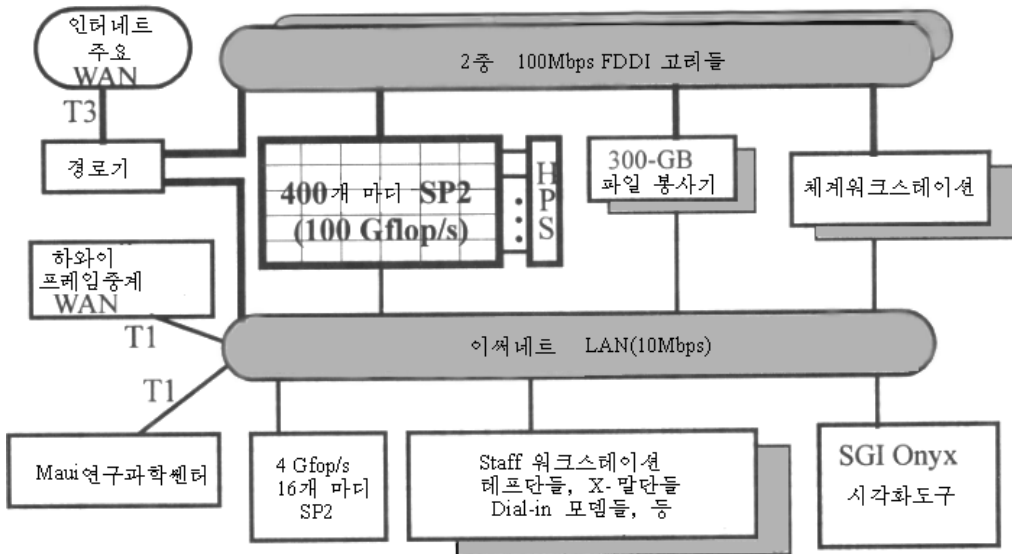 인터네트
주요
WAN
2중 100Mbps FDDI 고리들
T3
경로기
400개 마디 SP2
(100 Gflop/s)
H
P
S
300-GB
파일 봉사기
체계워크스테이션
하와이
프레임중계
WAN
T1
이써네트 LAN(10Mbps)
T1
Maui연구과학쎈터
4 Gfop/s
16개 마디
SP2
Staff 워크스테이션
테프단들, X-말단들
Dial-in 모뎀들, 등
SGI Onyx
시각화도구